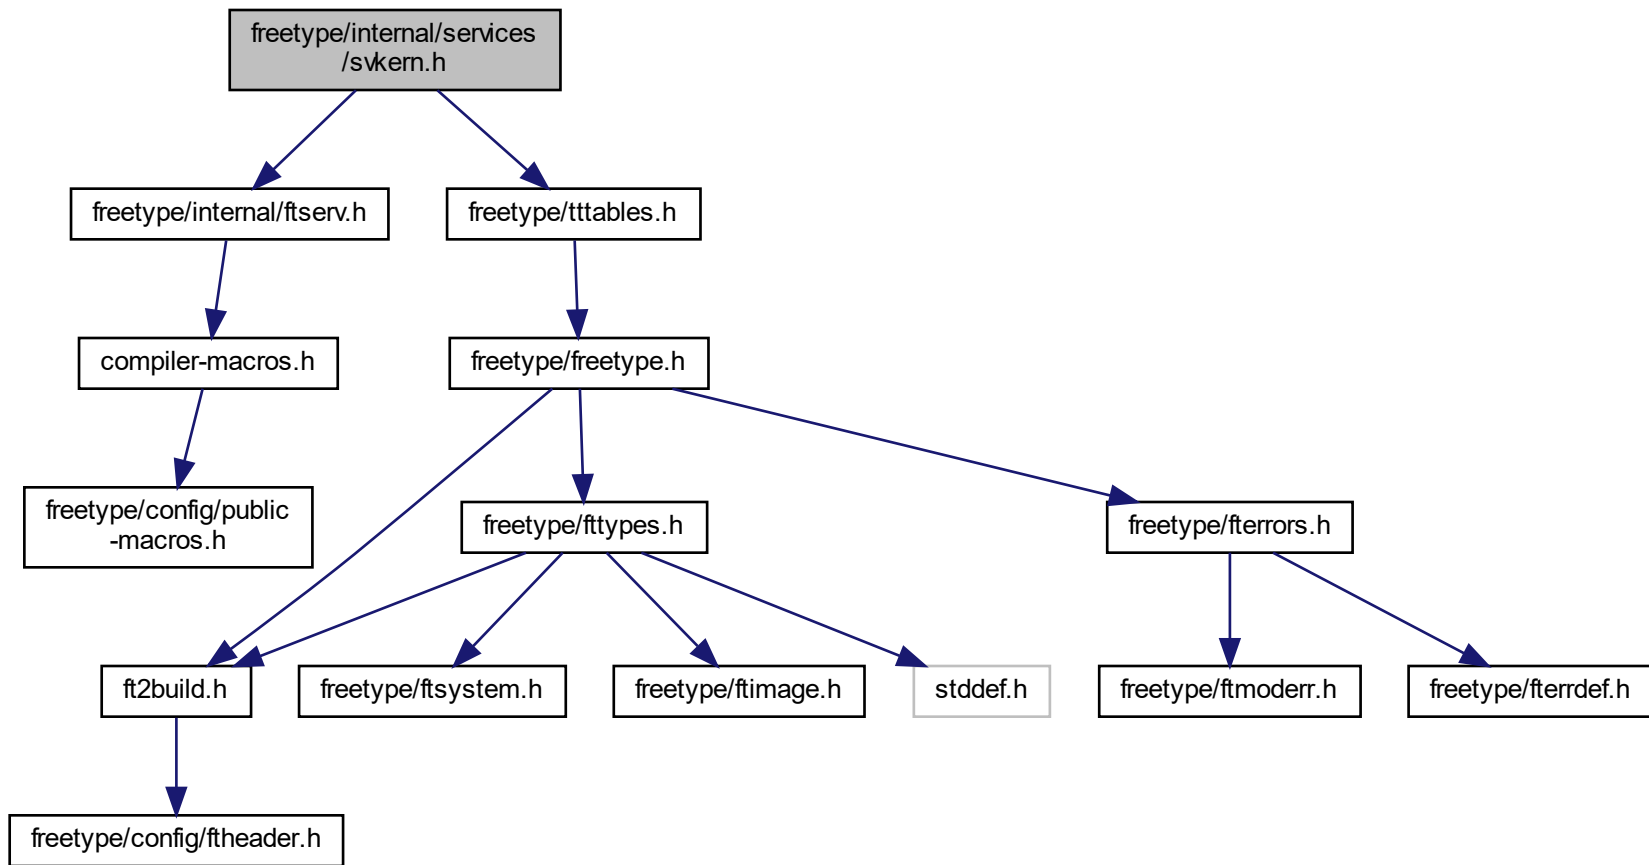 freetype/internal/services
/svkern.h
freetype/internal/ftserv.h
freetype/tttables.h
compiler-macros.h
freetype/freetype.h
freetype/config/public
-macros.h
freetype/fttypes.h
freetype/fterrors.h
ft2build.h
freetype/ftsystem.h
freetype/ftimage.h
stddef.h
freetype/ftmoderr.h
freetype/fterrdef.h
freetype/config/ftheader.h